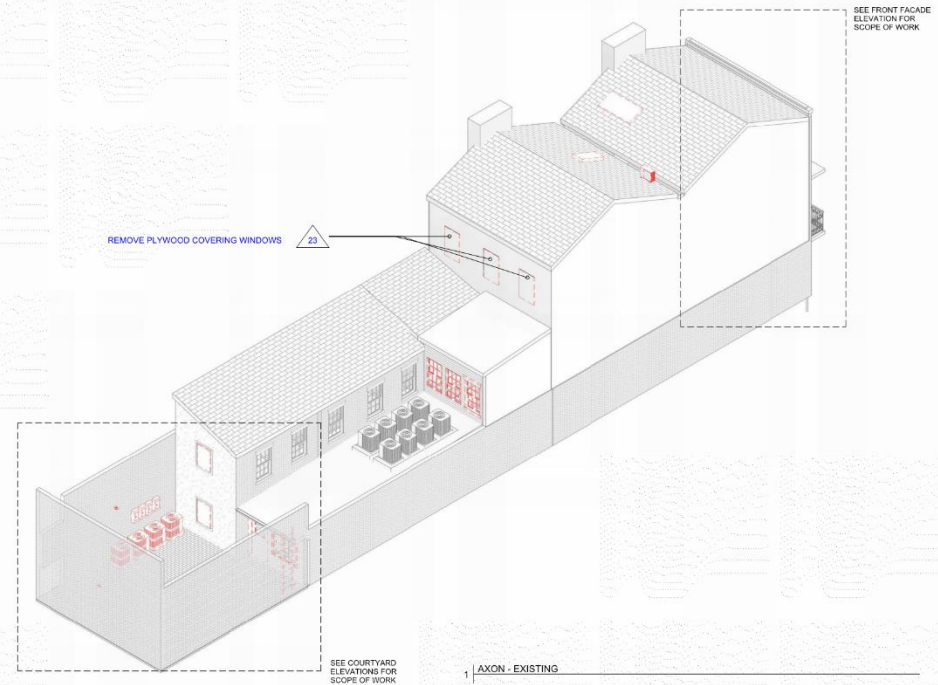 SEE FRONT FACADE
ELEVATION FOR
SCOPE OF WORK
REMOVE PLYWOOD COVERING WINDOWS
23
SEE COURTYARD
ELEVATIONS FOR
SCOPE OF WORK
1 AXON - EXISTING